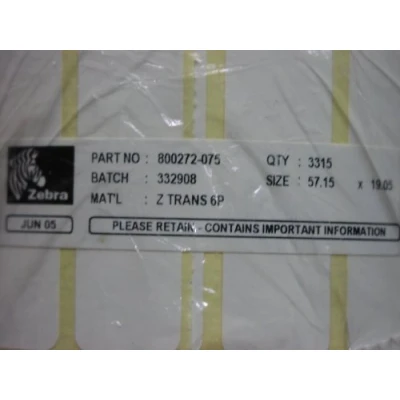 PART NO : 800272-075 QTY : 3315
BATCH : 332908 SIZE : 57.15 x 19.05
MAT'L : Z TRANS 6P
Zebra
JUN 05 PLEASE RETAIN - CONTAINS IMPORTANT INFORMATION